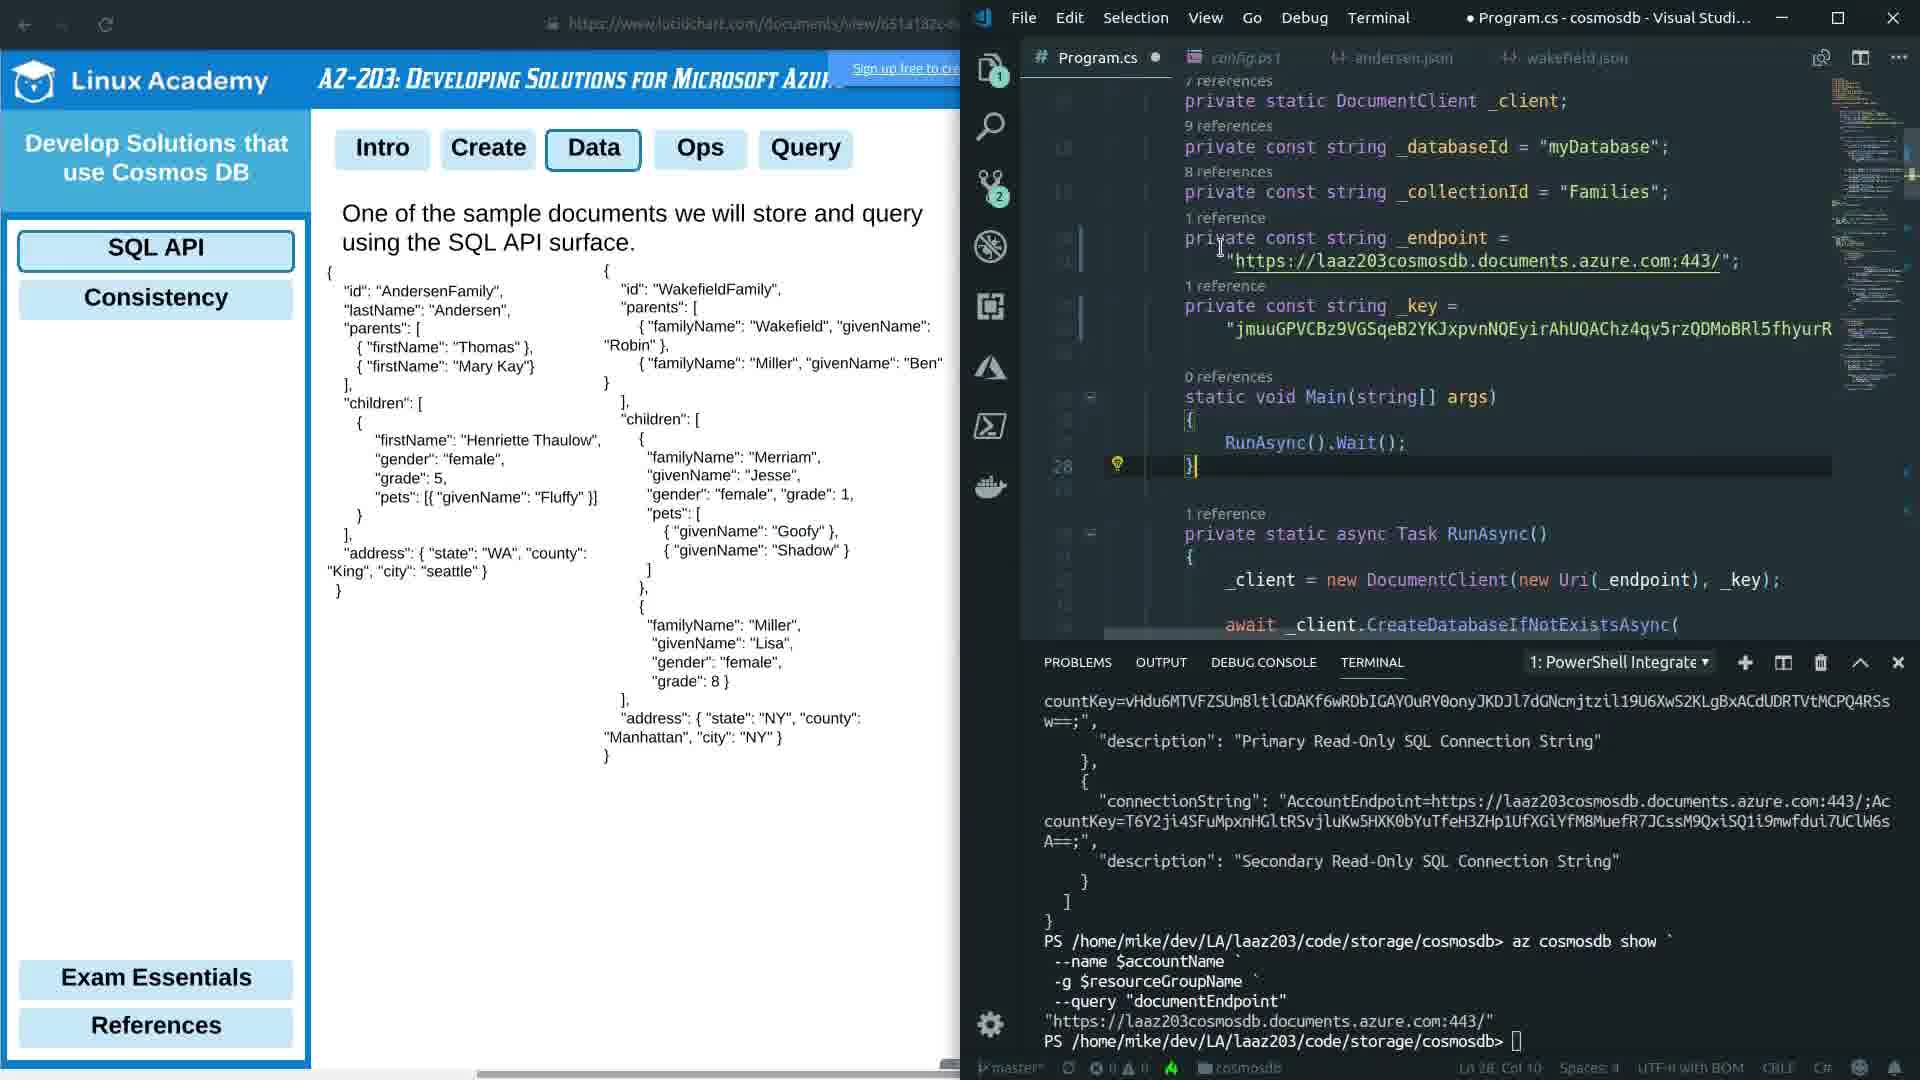 https://www.lucidchart.com/documents/view/
Linux Academy
AZ-203: Developing Solutions for Microsoft Azur
Sign up free to cre
Develop Solutions that
use Cosmos DB
SQL API
Consistency
Exam Essentials
References
Intro
Create
Data
Ops
Query
One of the sample documents we will store and query
using the SQL API surface.
{
"id": "AndersenFamily",
"lastName": "Andersen",
"parents": [
{ "firstName": "Thomas" },
{ "firstName": "Mary Kay"}
],
"children": [
{
"firstName": "Henriette Thaulow",
"gender": "female",
"grade": 5,
"pets": [{ "givenName": "Fluffy" }]
}
],
"address": { "state": "WA", "county":
"King", "city": "seattle" }
}
{
"id": "WakefieldFamily",
"parents": [
{ "familyName": "Wakefield", "givenName":
"Robin" },
{ "familyName": "Miller", "givenName": "Ben"
}
],
"children": [
{
"familyName": "Merriam",
"givenName": "Jesse",
"gender": "female", "grade": 1,
"pets": [
{ "givenName": "Goofy" },
{ "givenName": "Shadow" }
]
},
{
"familyName": "Miller",
"givenName": "Lisa",
"gender": "female",
"grade": 8 }
],
"address": { "state": "NY", "county":
"Manhattan", "city": "NY" }
}
File Edit Selection View Go Debug Terminal
● Program.cs - cosmosdb - Visual Studi...
Program.cs
config.ps1
andersen.json
wakefield.json
7 references
private static DocumentClient _client;
9 references
private const string _databaseId = "myDatabase";
8 references
private const string _collectionId = "Families";
1 reference
private const string _endpoint =
"https://laaz203cosmosdb.documents.azure.com:443/";
1 reference
private const string _key =
"jmuuGPVCBz9VGSqeB2YKJxpvnNQEyirAhUQAChz4qv5rzQDMoBRl5fhyurR
0 references
static void Main(string[] args)
{
RunAsync().Wait();
28
}
1 reference
private static async Task RunAsync()
{
_client = new DocumentClient(new Uri(_endpoint), _key);
await _client.CreateDatabaseIfNotExistsAsync(
PROBLEMS OUTPUT DEBUG CONSOLE TERMINAL
1: PowerShell Integrate
countKey=vHdu6MTVFZSUm8ltlGDAKf6wRDbIGAYOuRY0onyJKDJl7dGNcmjtzil19U6XwS2KLgBxACdUDRTVtMCPQ4RSs
w==;",
"description": "Primary Read-Only SQL Connection String"
},
{
"connectionString": "AccountEndpoint=https://laaz203cosmosdb.documents.azure.com:443/;Ac
countKey=T6Y2ji4SFuMpxnHGltRSvjluKw5HXK0bYuTfeH3ZHp1UfXGiYfM8MuefR7JCssM9QxiSQ1i9mwfdui7UClW6s
A==;",
"description": "Secondary Read-Only SQL Connection String"
}
]
}
PS /home/mike/dev/LA/laaz203/code/storage/cosmosdb> az cosmosdb show `
--name $accountName `
-g $resourceGroupName `
--query "documentEndpoint"
"https://laaz203cosmosdb.documents.azure.com:443/"
PS /home/mike/dev/LA/laaz203/code/storage/cosmosdb>
master* 0 0 cosmosdb Ln 28, Col 10 Spaces: 4 UTF-8 with BOM CRLF C#